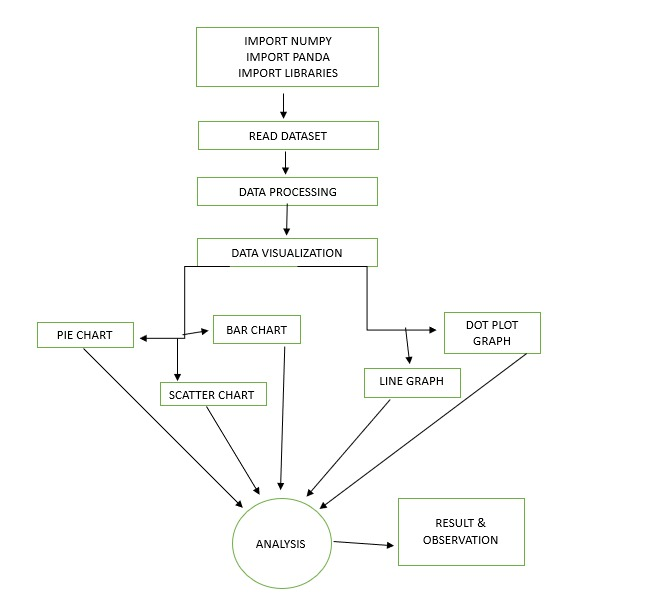 IMPORT NUMPY
IMPORT PANDA
IMPORT LIBRARIES
READ DATASET
DATA PROCESSING
DATA VISUALIZATION
PIE CHART
BAR CHART
SCATTER CHART
DOT PLOT
GRAPH
LINE GRAPH
ANALYSIS
RESULT &
OBSERVATION